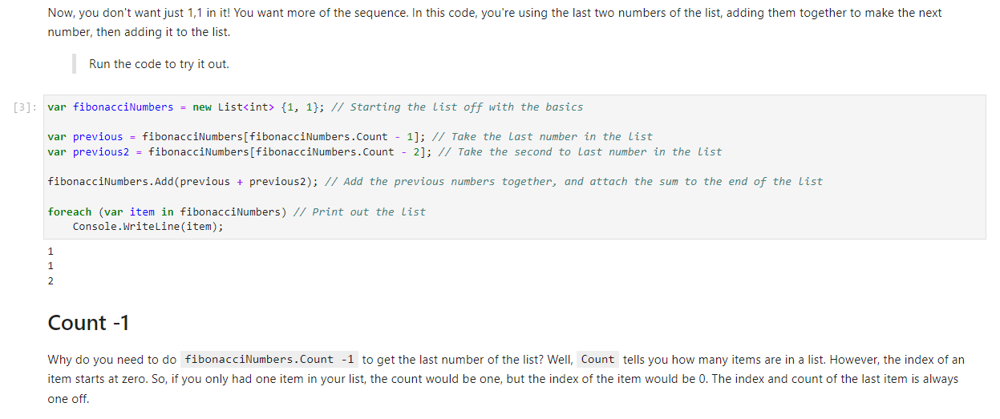 Now, you don't want just 1,1 in it! You want more of the sequence. In this code, you're using the last two numbers of the list, adding them together to make the next
number, then adding it to the list.
Run the code to try it out.
[3]: var fibonacciNumbers = new List<int> {1, 1}; // Starting the list off with the basics
var previous = fibonacciNumbers[fibonacciNumbers.Count - 1]; // Take the last number in the list
var previous2 = fibonacciNumbers[fibonacciNumbers.Count - 2]; // Take the second to last number in the list
fibonacciNumbers.Add(previous + previous2); // Add the previous numbers together, and attach the sum to the end of the list
foreach (var item in fibonacciNumbers) // Print out the list
    Console.WriteLine(item);
1
1
2
Count -1
Why do you need to do fibonacciNumbers.Count -1 to get the last number of the list? Well, Count tells you how many items are in a list. However, the index of an
item starts at zero. So, if you only had one item in your list, the count would be one, but the index of the item would be 0. The index and count of the last item is always
one off.